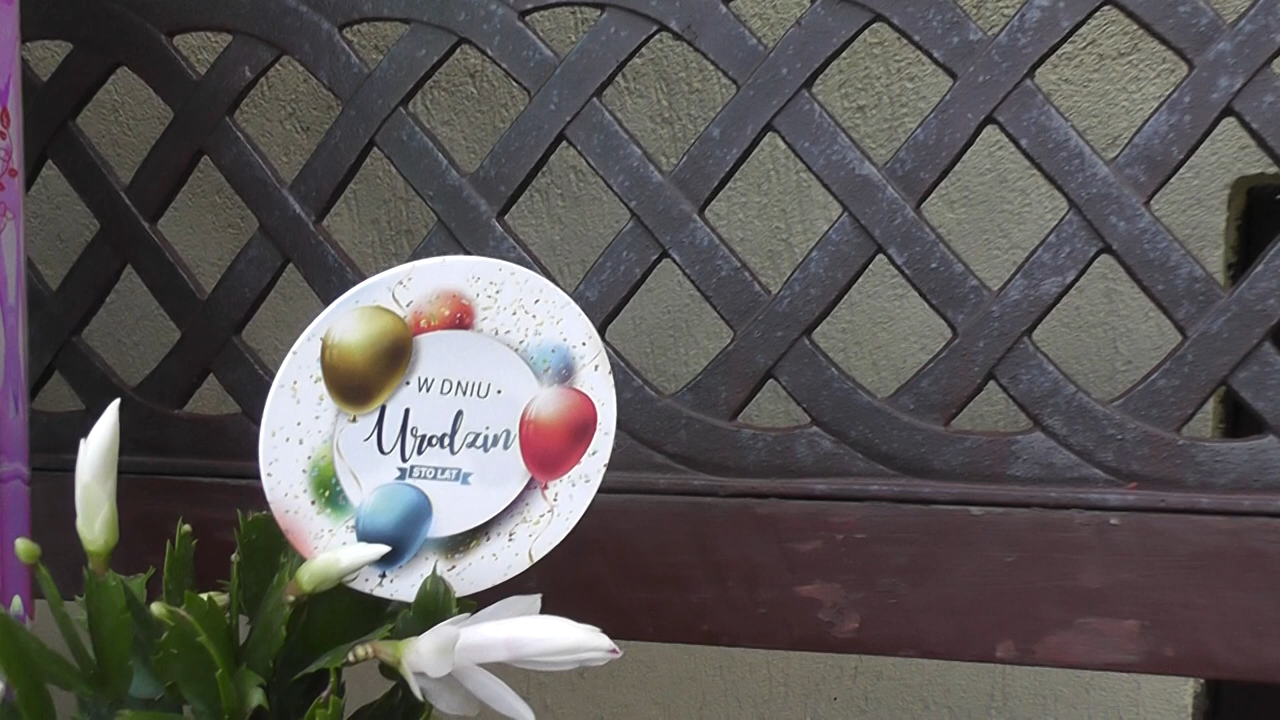 • W DNIU •
Urodzin
STO LAT